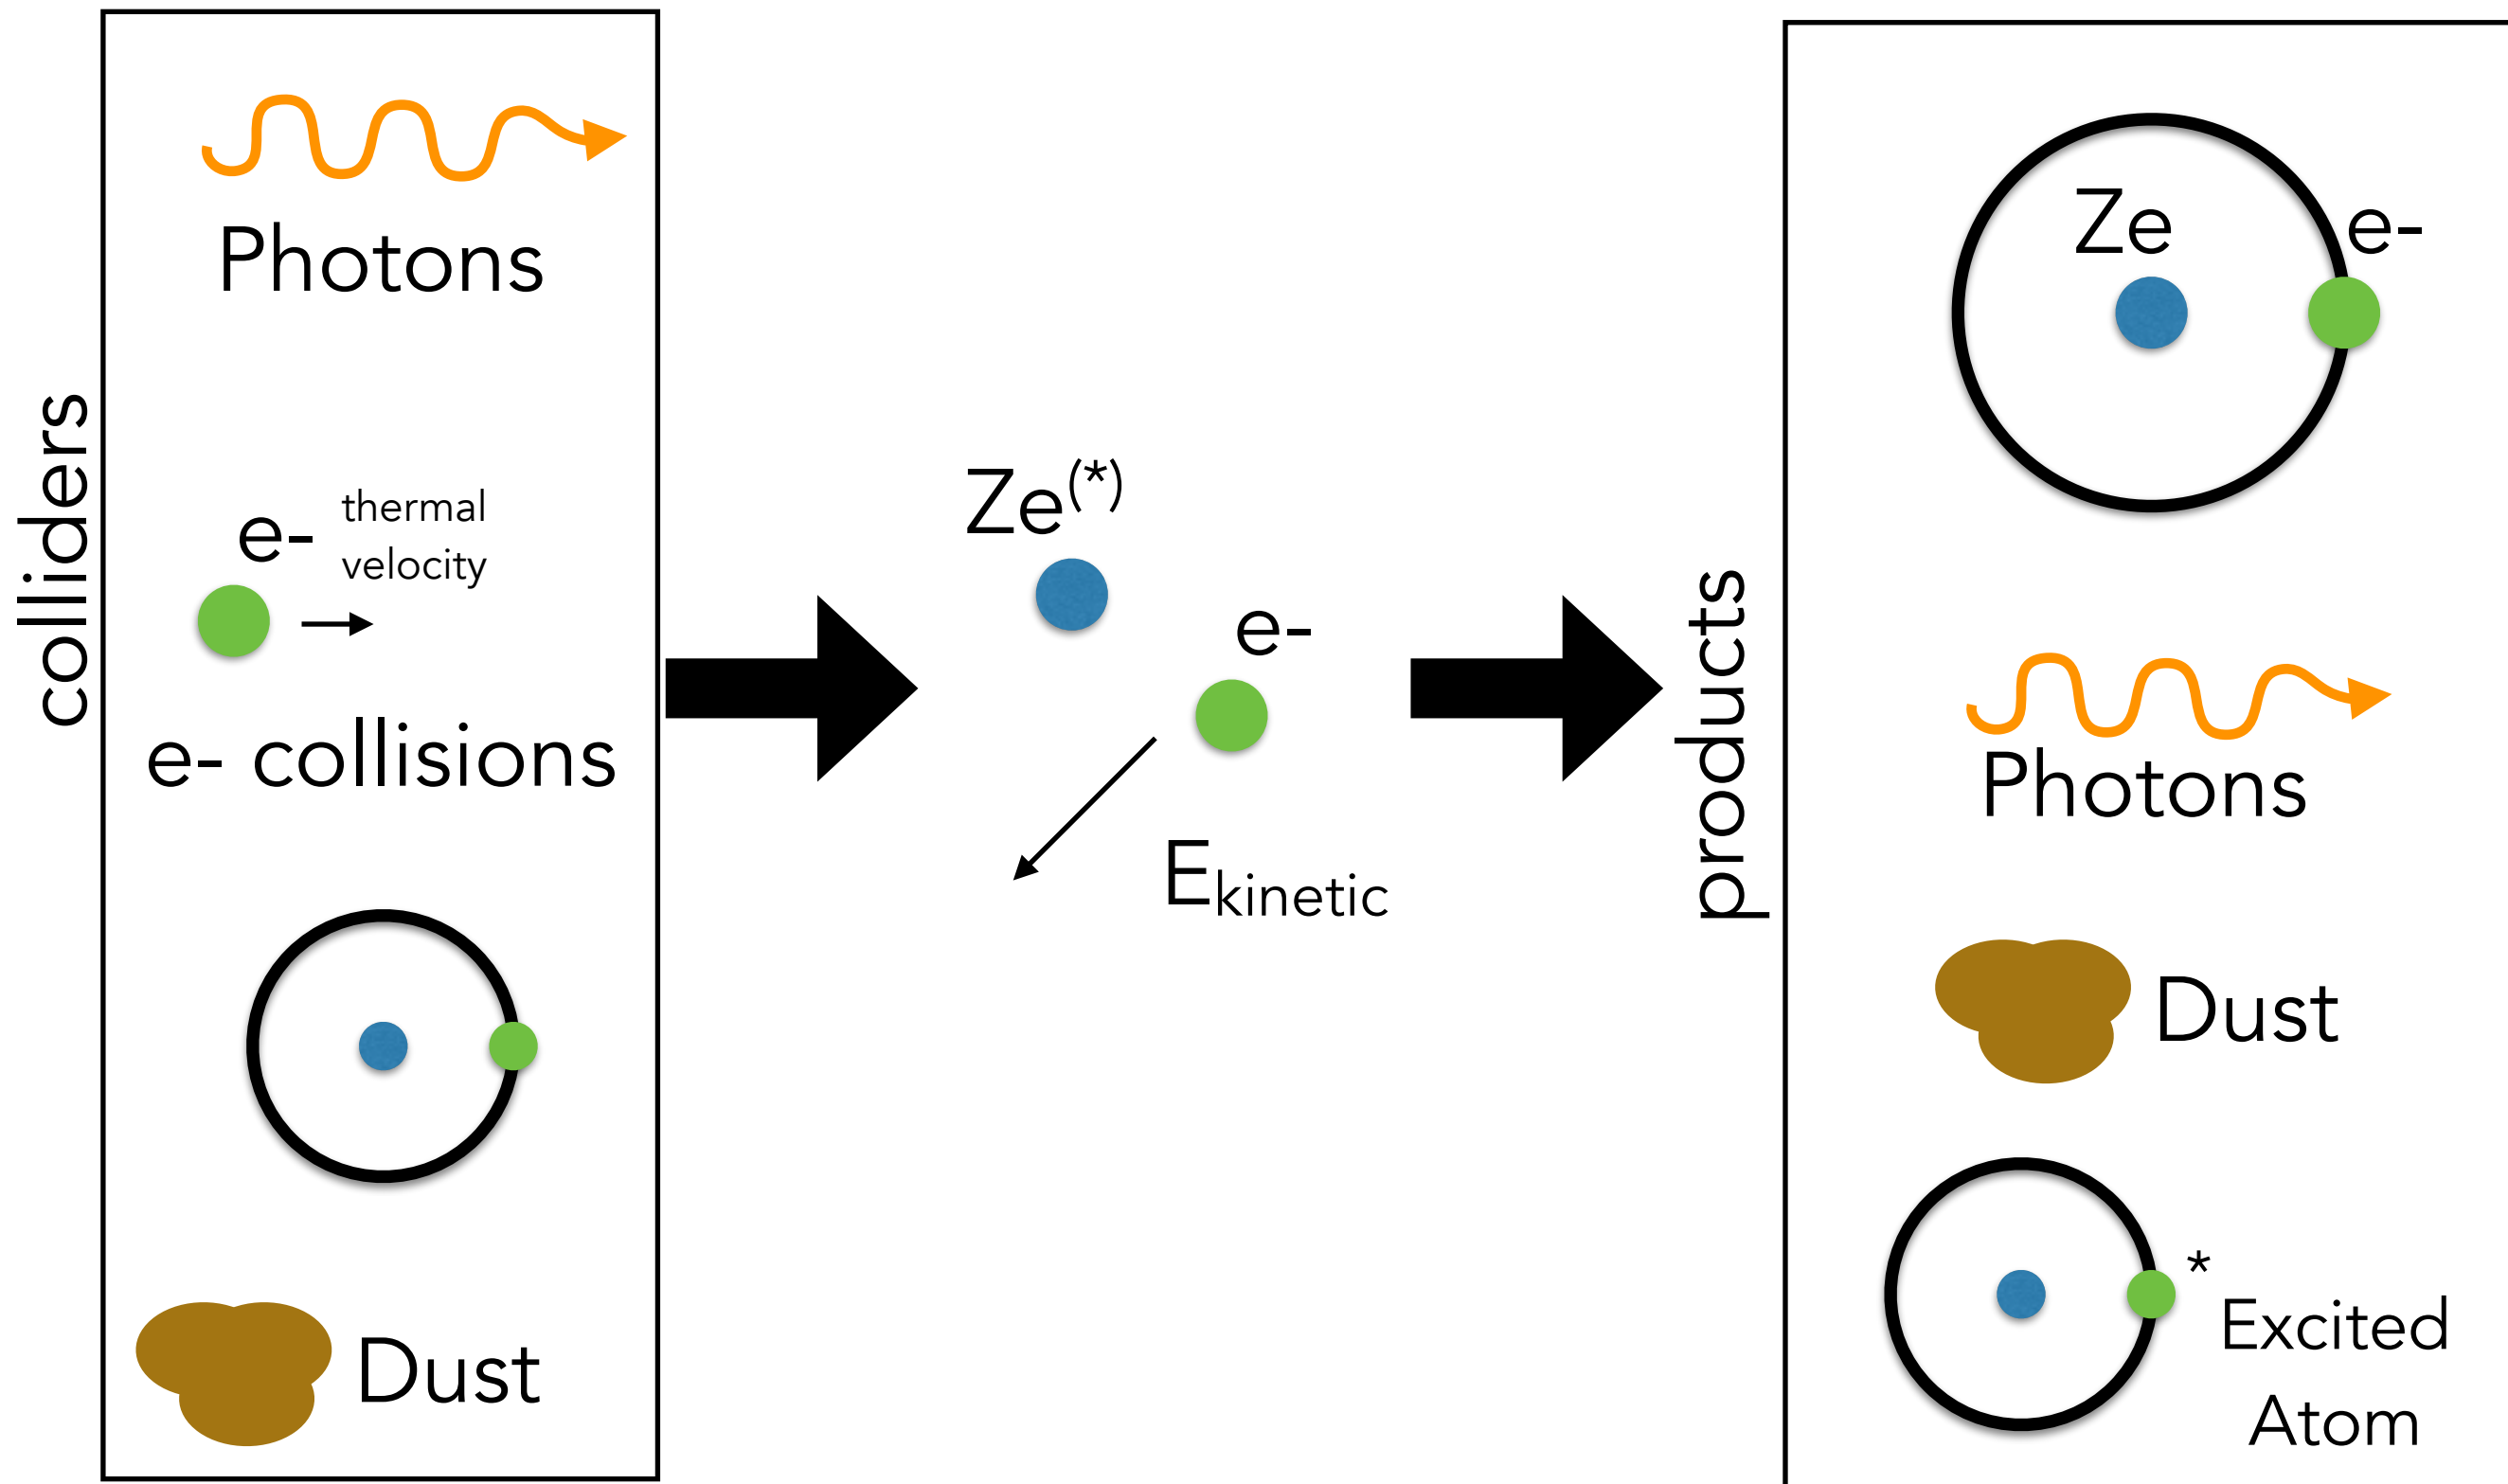 colliders
Photons
e- thermal
velocity
e- collisions
Dust
Ze(*)
e-
Ekinetic
products
Ze
e-
Photons
Dust
*
Excited
Atom